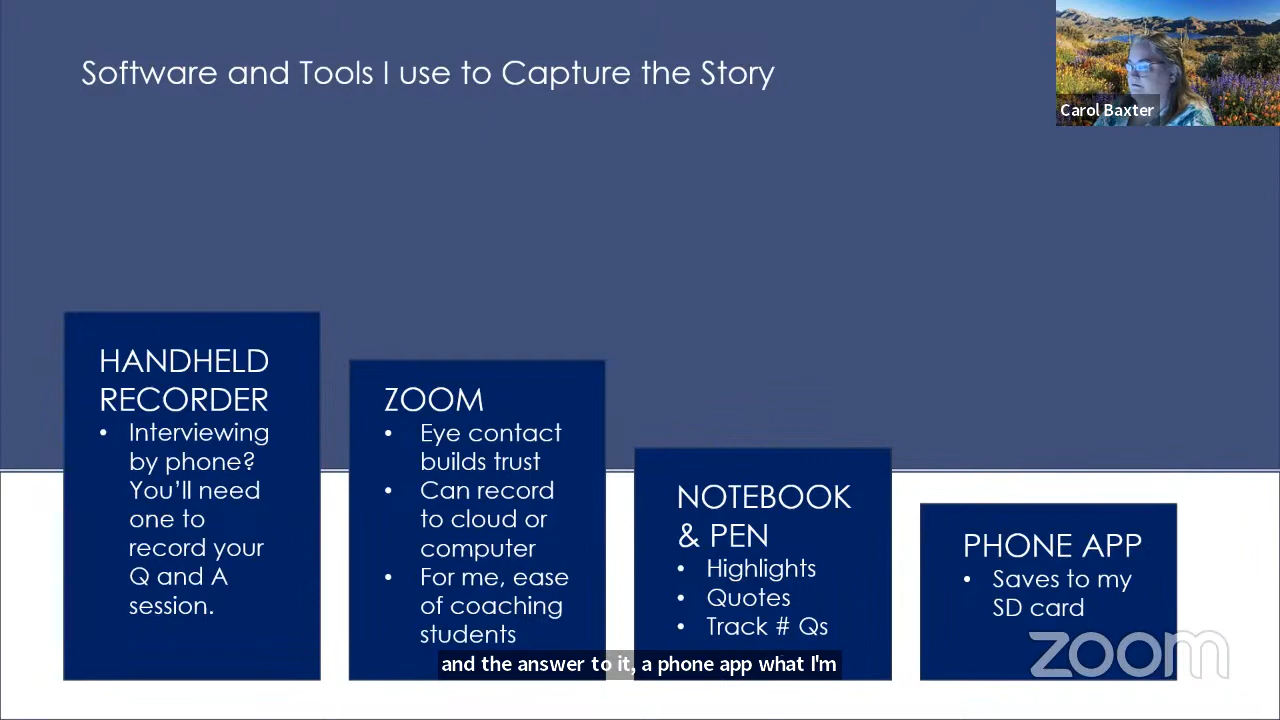 Software and Tools I use to Capture the Story
Carol Baxter
HANDHELD
RECORDER
• Interviewing
by phone?
You'll need
one to
record your
Q and A
session.
ZOOM
• Eye contact
builds trust
• Can record
to cloud or
computer
• For me, ease
of coaching
students
NOTEBOOK
& PEN
• Highlights
• Quotes
• Track # Qs
PHONE APP
• Saves to my
SD card
zoom
and the answer to it, a phone app what I'm